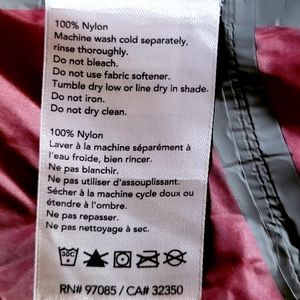 100% Nylon
Machine wash cold separately,
rinse thoroughly.
Do not bleach.
Do not use fabric softener.
Tumble dry low or line dry in shade.
Do not iron.
Do not dry clean.
100% Nylon
Laver à la machine séparément à
l'eau froide, bien rincer.
Ne pas blanchir.
Ne pas utiliser d'assouplissant.
Sécher à la machine cycle doux ou
étendre à l'ombre.
Ne pas repasser.
Ne pas nettoyage à sec.
30C
RN# 97085 / CA# 32350